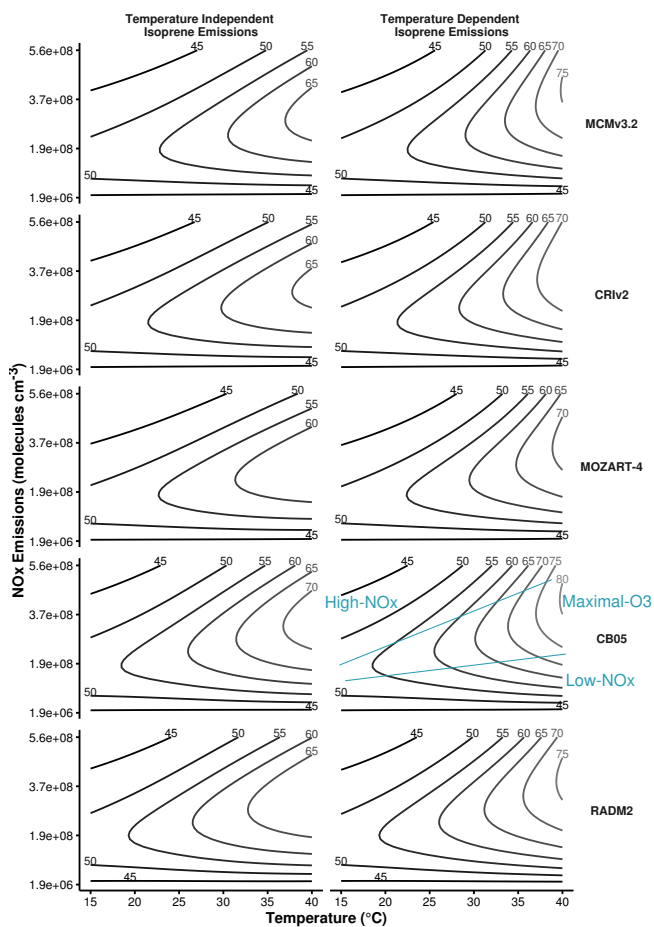 Temperature Independent
Isoprene Emissions
Temperature Dependent
Isoprene Emissions
NOx Emissions (molecules cm-3)
5.6e+08
3.7e+08
1.9e+08
1.9e+06
45
50
55
60
65
50
45
45
50
55
60
65
70
75
50
45
MCMv3.2
5.6e+08
3.7e+08
1.9e+08
1.9e+06
45
50
55
60
65
50
45
45
50
55
60
65
70
50
45
CRIv2
5.6e+08
3.7e+08
1.9e+08
1.9e+06
45
50
55
60
50
45
45
50
55
60
65
70
50
45
MOZART-4
5.6e+08
3.7e+08
1.9e+08
1.9e+06
45
50
55
60
65
70
50
45
45
50
55
60
65
70
75
80
50
45
High-NOx
Maximal-O3
CB05
Low-NOx
5.6e+08
3.7e+08
1.9e+08
1.9e+06
45
50
55
60
65
50
45
45
50
55
60
65
70
75
50
45
RADM2
15 20 25 30 35 40 15 20 25 30 35 40
Temperature (°C)